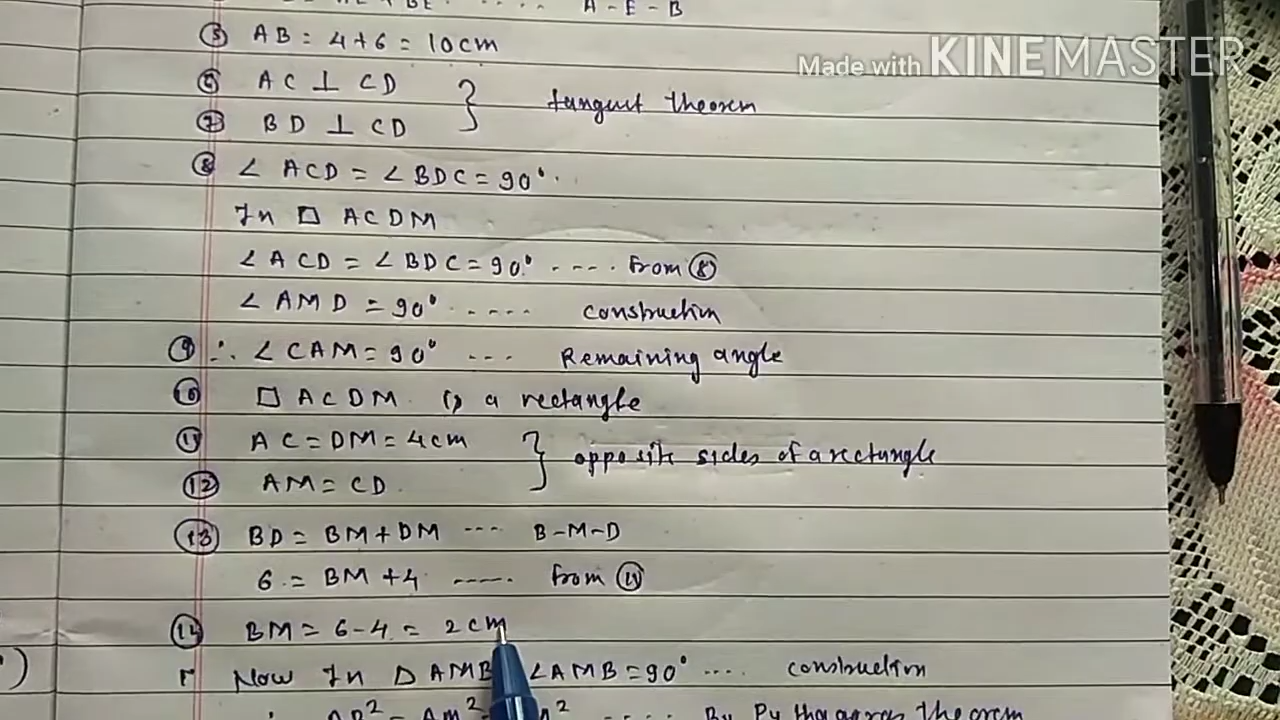 A-E-B
Made with KINEMASTER
⑤ AB = 4+6 = 10cm
⑥ AC ⊥ CD
⑦ BD ⊥ CD } tangent theorem
⑧ ∠ ACD = ∠ BDC = 90°.
In □ ACDM
∠ ACD = ∠ BDC = 90° .... from ⑧
∠ AMD = 90° ..... construction
⑨ ∴ ∠ CAM = 90° ... Remaining angle
⑩ □ ACDM is a rectangle
⑪ AC = DM = 4cm } opposite sides of a rectangle
⑫ AM = CD.
⑬ BD = BM + DM ---- B-M-D
6 = BM + 4 ..... from ⑪
⑭ BM = 6-4 = 2cm
Now In △ AMB ∠AMB = 90° .... construction
By Pythagoras theorem